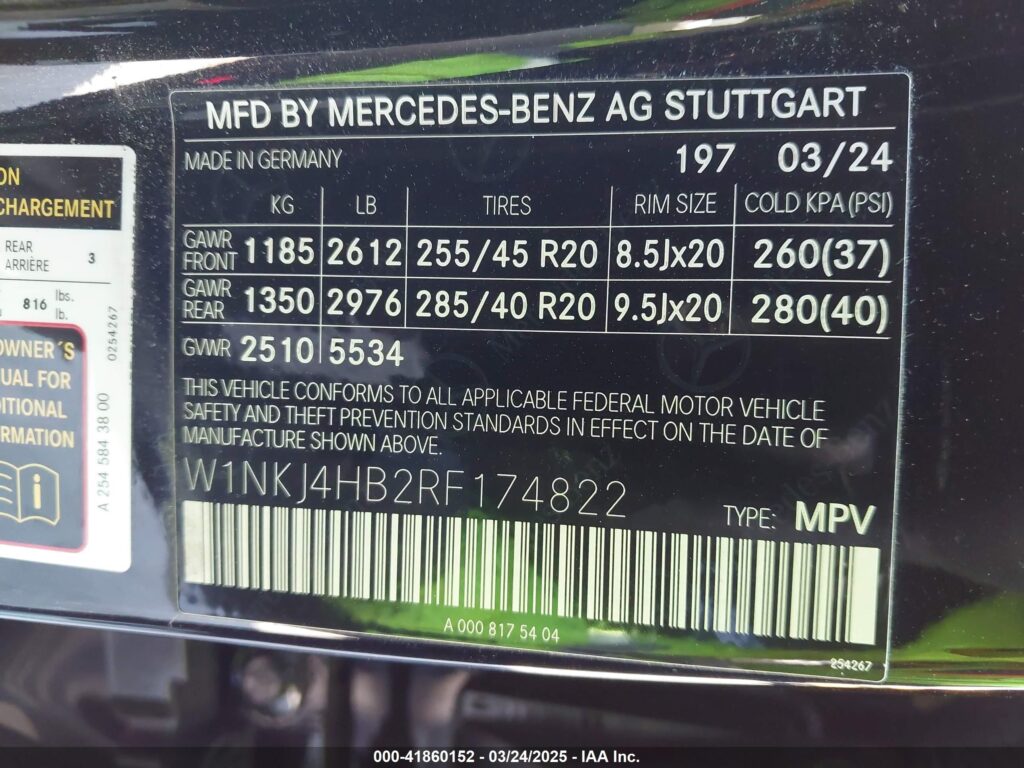 ON
CHARGEMENT
REAR
ARRIÈRE 3
816 lbs.
lb.
0254267
OWNER´S
UAL FOR
ITIONAL
RMATION
A 254 584 38 00
MFD BY MERCEDES-BENZ AG STUTTGART
MADE IN GERMANY 197 03/24
KG LB TIRES RIM SIZE COLD KPA (PSI)
GAWR FRONT 1185 2612 255/45 R20 8.5Jx20 260(37)
GAWR REAR 1350 2976 285/40 R20 9.5Jx20 280(40)
GVWR 2510 5534
THIS VEHICLE CONFORMS TO ALL APPLICABLE FEDERAL MOTOR VEHICLE
SAFETY AND THEFT PREVENTION STANDARDS IN EFFECT ON THE DATE OF
MANUFACTURE SHOWN ABOVE.
W1NKJ4HB2RF174822
TYPE: MPV
A 000 817 54 04
254267
000-41860152 - 03/24/2025 - IAA Inc.